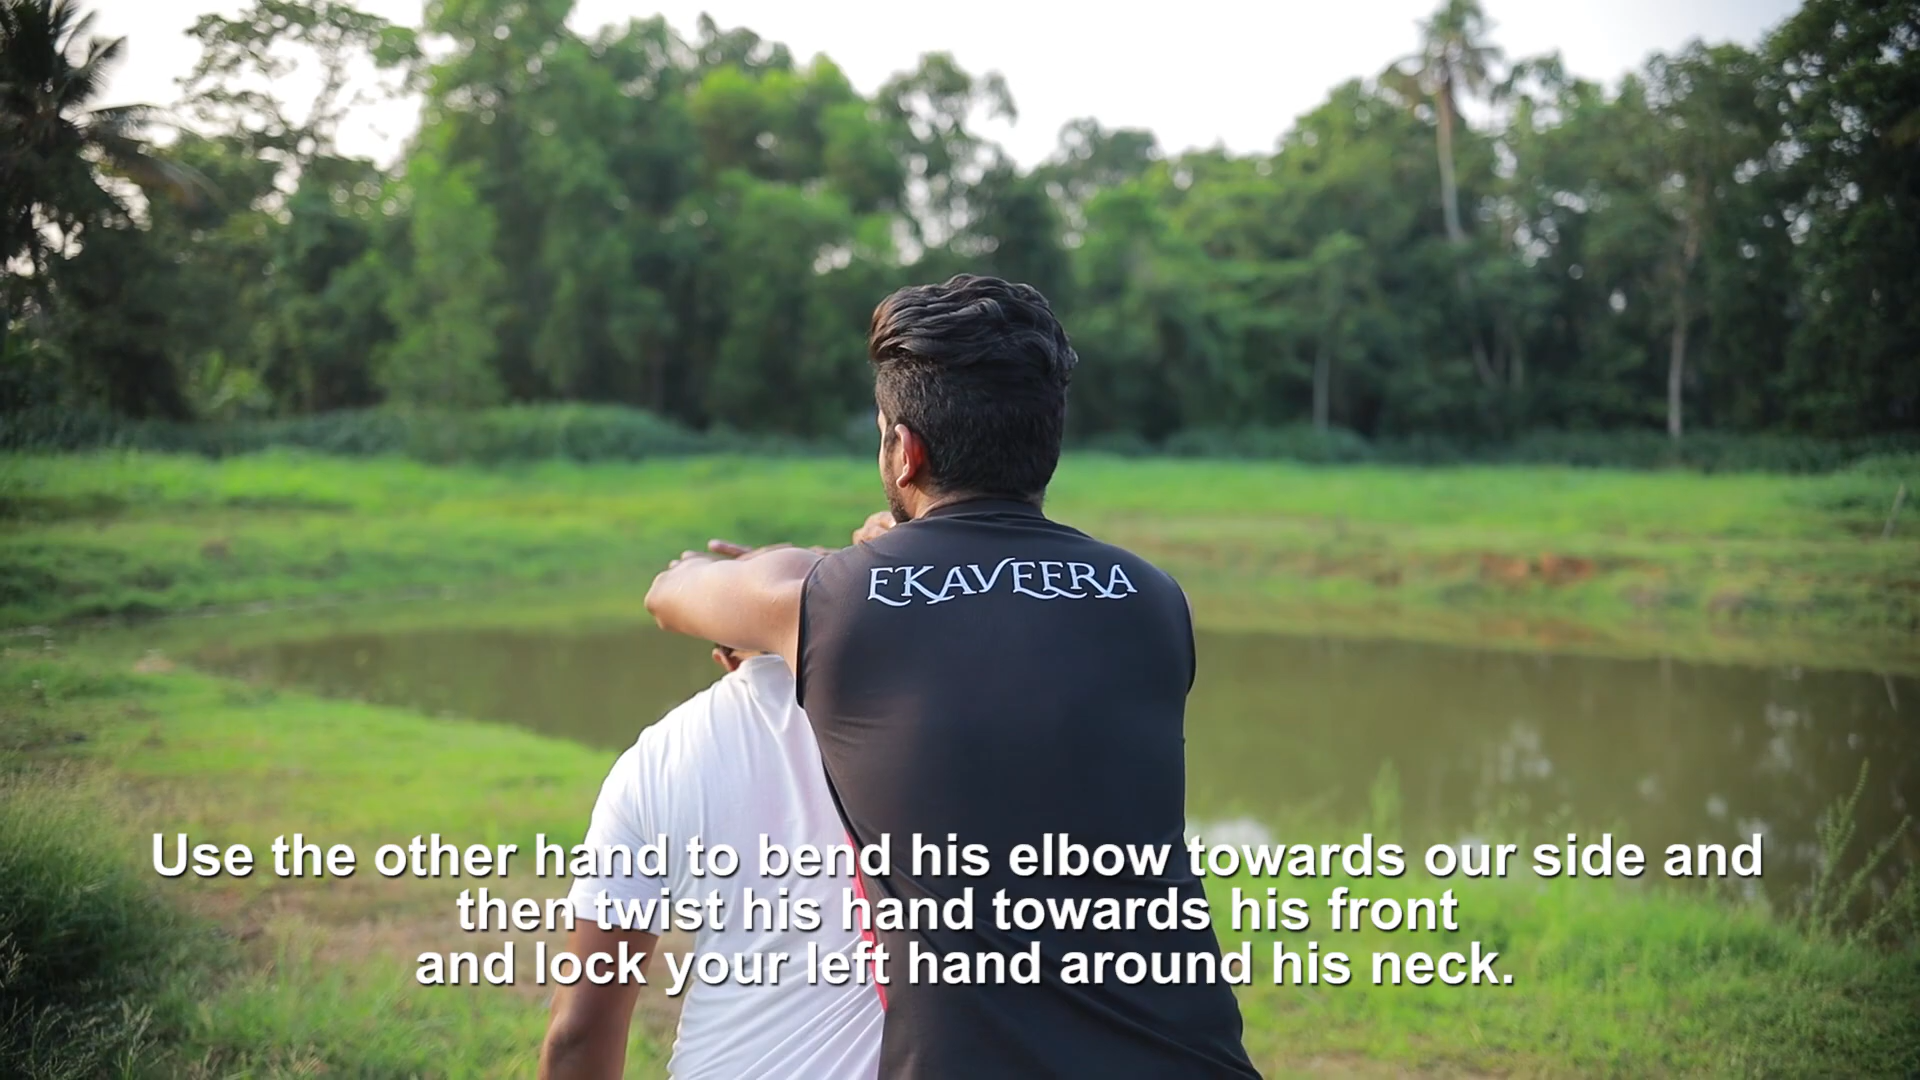 EKAVEERA
Use the other hand to bend his elbow towards our side and
then twist his hand towards his front
and lock your left hand around his neck.